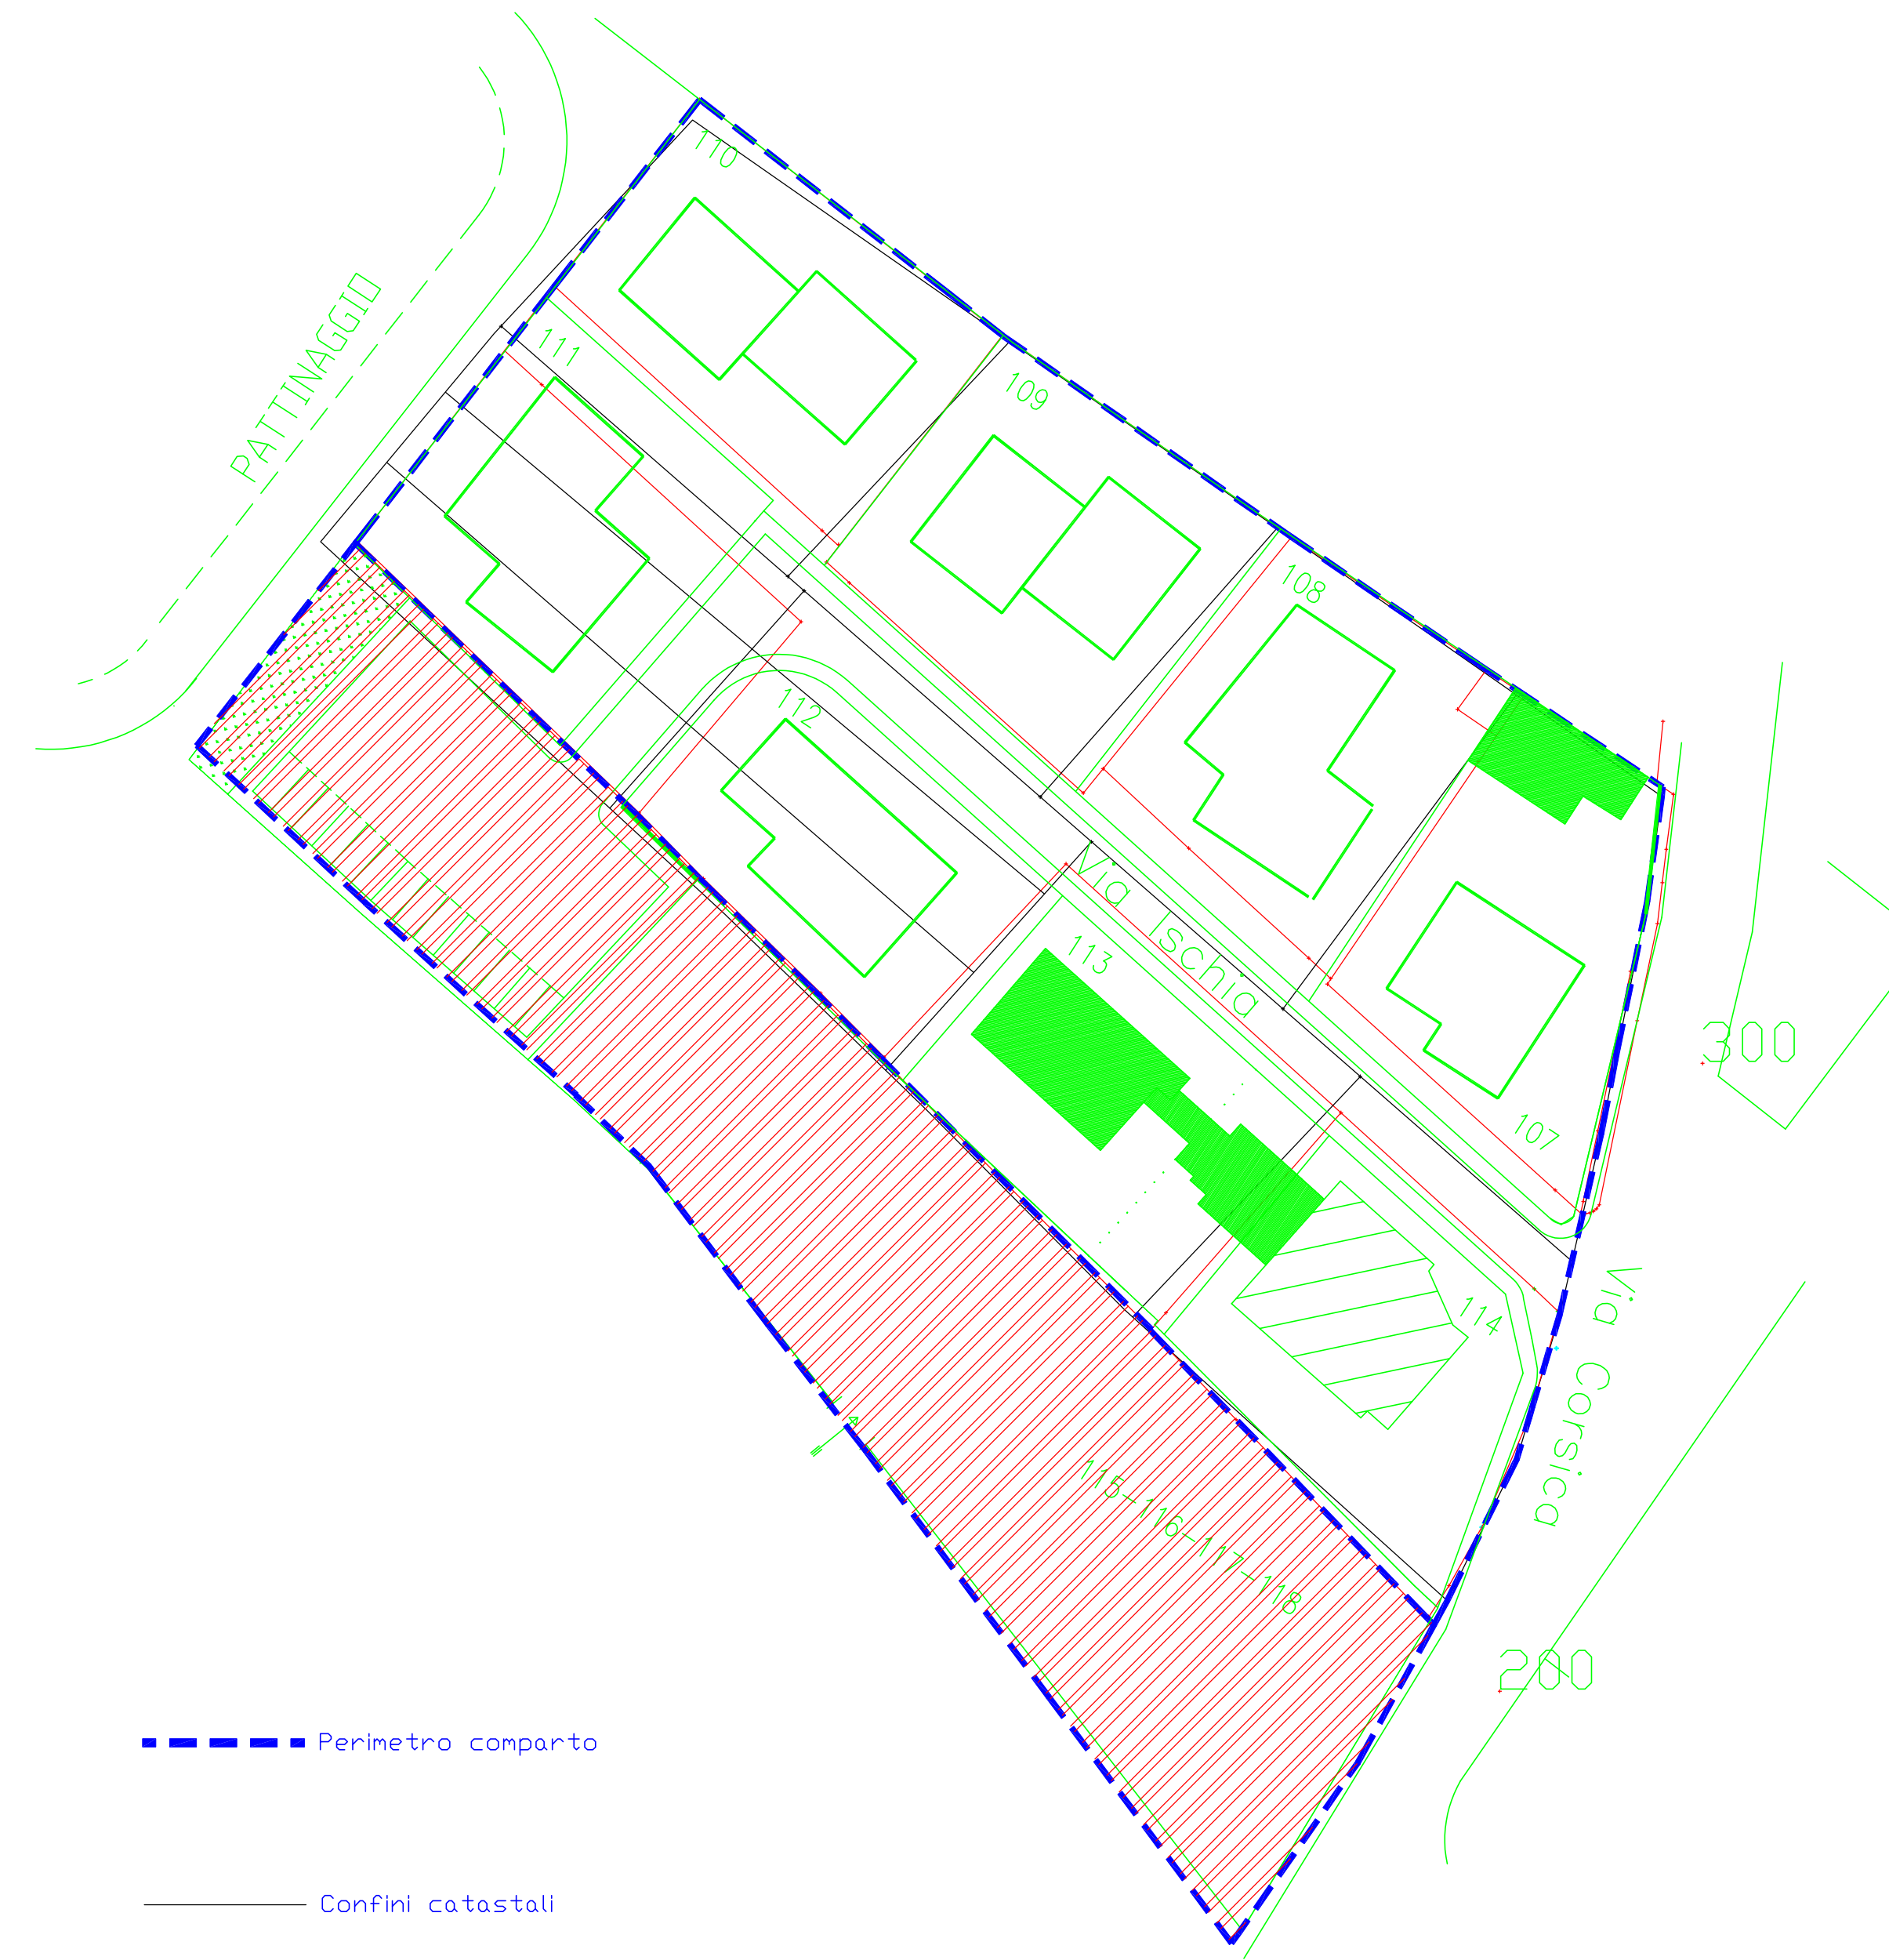 110
PATTINAGGIO
111
109
108
112
Via Ischia
113
300
107
Via Corsica
114
115-116-117-118
200
Perimetro comparto
Confini catastali